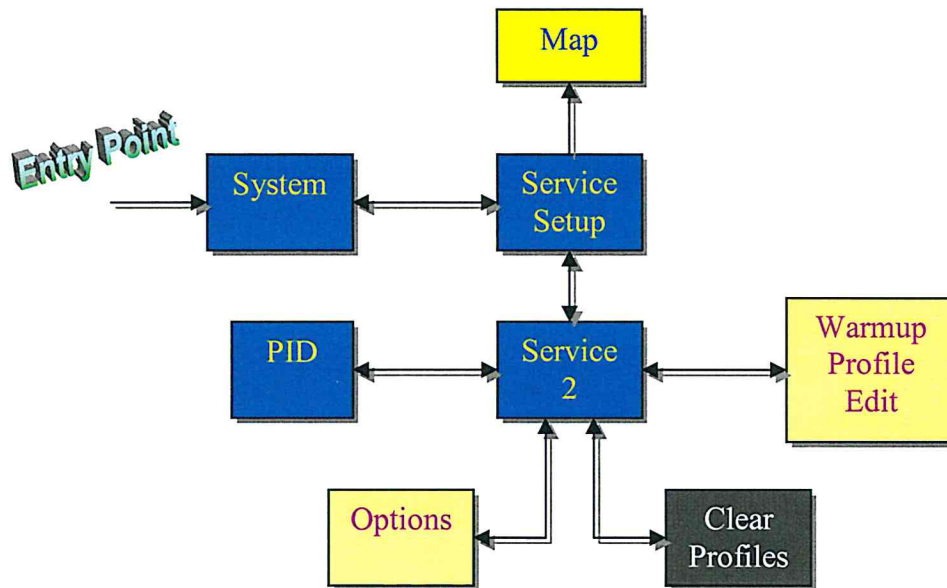 Map
Entry Point
System
Service
Setup
PID
Service
2
Warmup
Profile
Edit
Options
Clear
Profiles